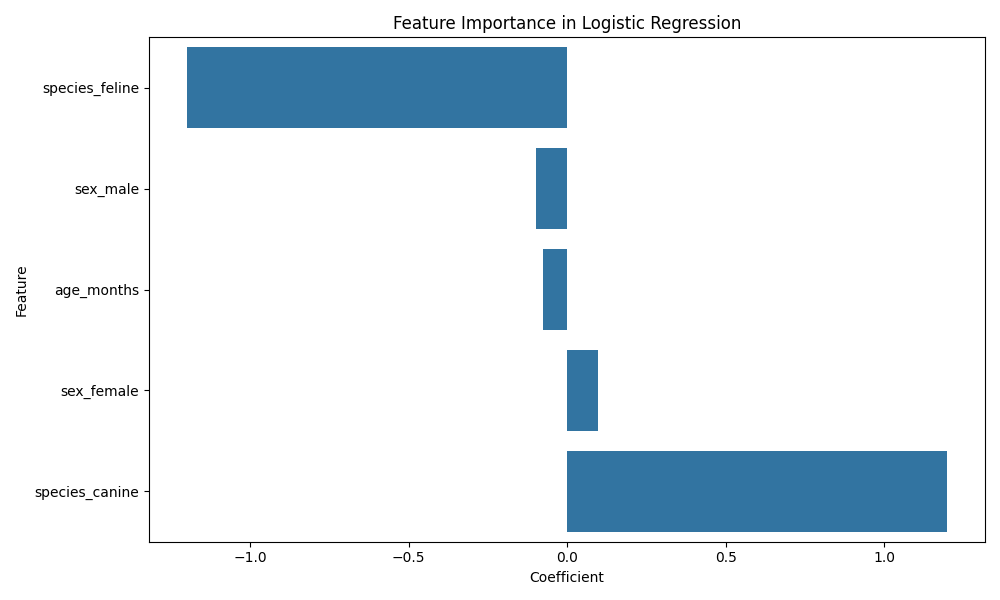 Feature Importance in Logistic Regression
species_feline
sex_male
age_months
sex_female
species_canine
Feature
−1.0
−0.5
0.0
0.5
1.0
Coefficient